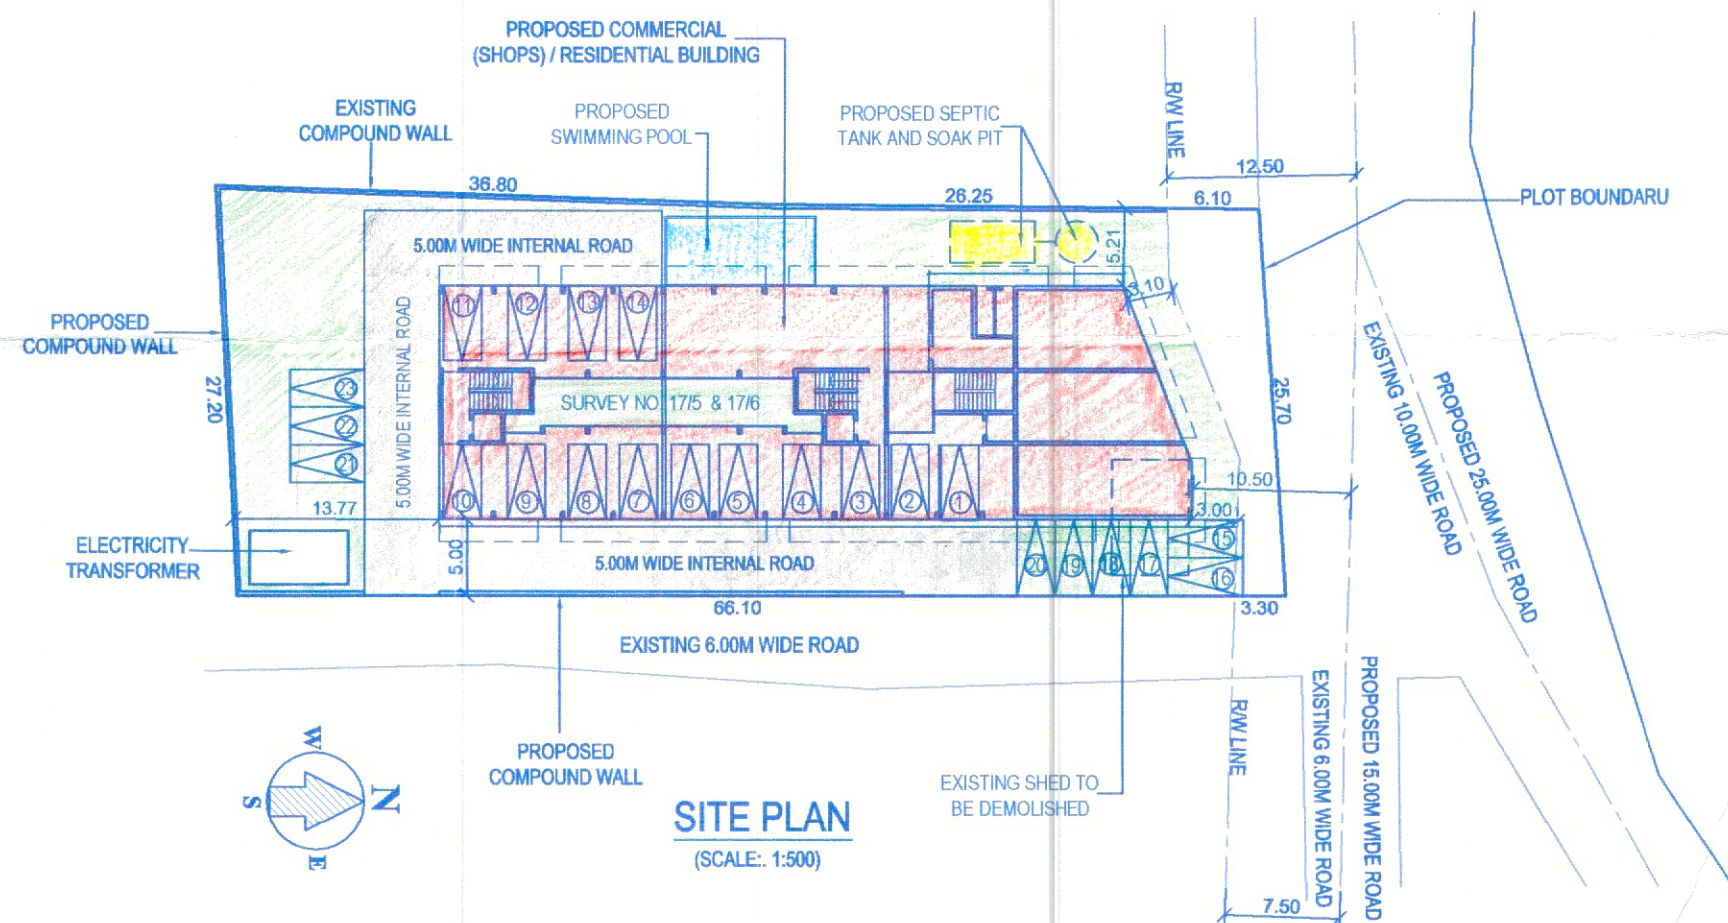 PROPOSED COMMERCIAL
(SHOPS) / RESIDENTIAL BUILDING
EXISTING
COMPOUND WALL
PROPOSED
SWIMMING POOL
PROPOSED SEPTIC
TANK AND SOAK PIT
R/W LINE
12.50
36.80
26.25
6.10
PLOT BOUNDARU
5.00M WIDE INTERNAL ROAD
5.21
3.10
PROPOSED
COMPOUND WALL
5.00M WIDE INTERNAL ROAD
11
12
13
14
27.20
23
22
21
SURVEY NO. 17/5 & 17/6
25.70
EXISTING 10.00M WIDE ROAD
PROPOSED 25.00M WIDE ROAD
10
9
8
7
6
5
4
3
2
1
10.50
13.77
3.00
ELECTRICITY
TRANSFORMER
5.00
5.00M WIDE INTERNAL ROAD
20
19
18
17
15
16
66.10
3.30
EXISTING 6.00M WIDE ROAD
PROPOSED
COMPOUND WALL
EXISTING SHED TO
BE DEMOLISHED
R/W LINE
EXISTING 6.00M WIDE ROAD
PROPOSED 15.00M WIDE ROAD
W
S
N
E
SITE PLAN
(SCALE:. 1:500)
7.50